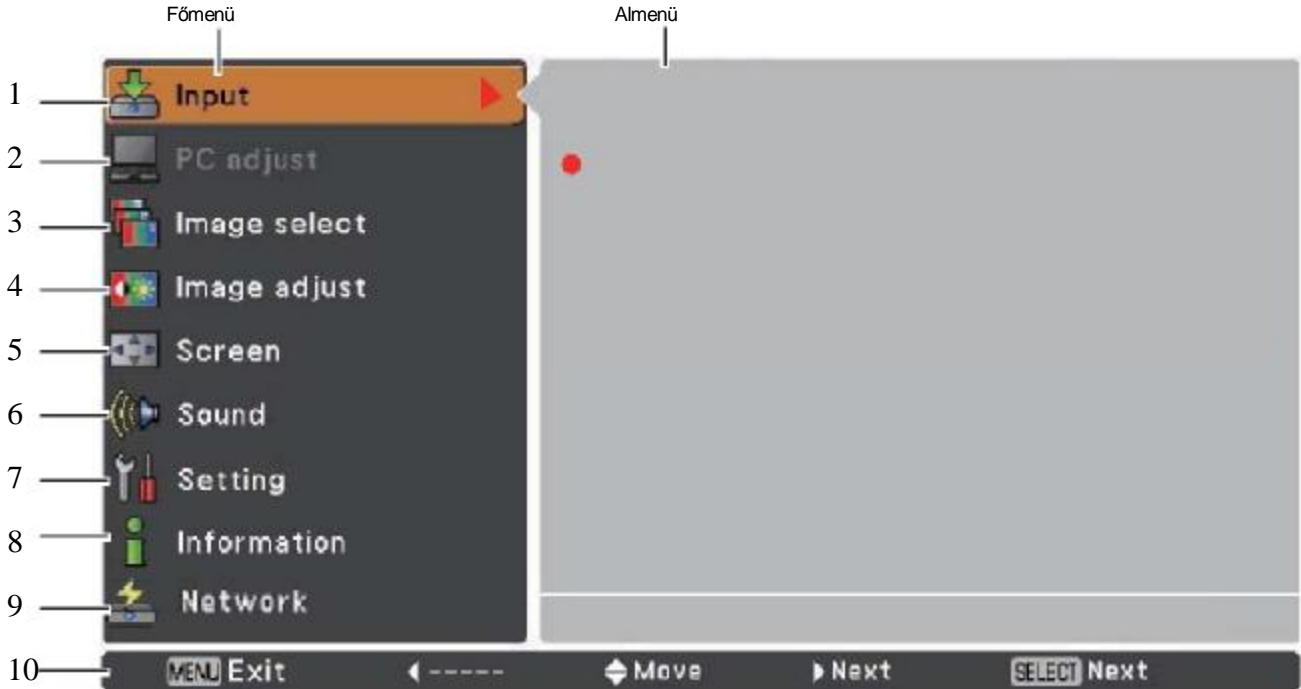 Főmenü Almenü
1 Input
2 PC adjust
3 Image select
4 Image adjust
5 Screen
6 Sound
7 Setting
8 Information
9 Network
10 MENU Exit ----- Move Next SELECT Next